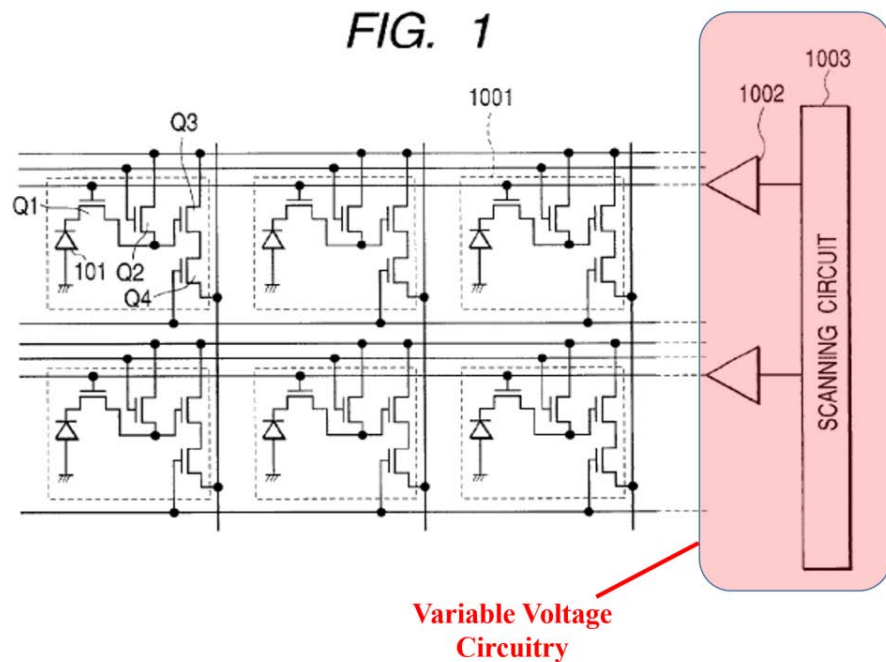 FIG. 1
1003
1002
1001
Q3
Q1
101
Q2
Q4
SCANNING CIRCUIT
Variable Voltage
Circuitry